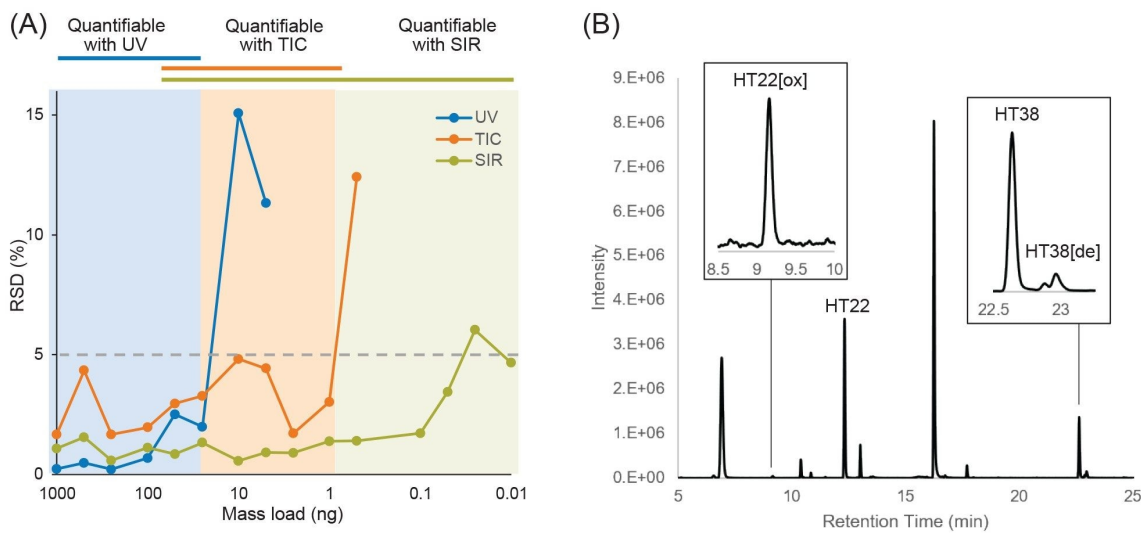 (A)
Quantifiable
with UV
Quantifiable
with TIC
Quantifiable
with SIR
UV
TIC
SIR
15
10
5
0
RSD (%)
1000
100
10
1
0.1
0.01
Mass load (ng)
(B)
9.E+06
8.E+06
7.E+06
6.E+06
5.E+06
4.E+06
3.E+06
2.E+06
1.E+06
0.E+00
Intensity
HT22[ox]
8.5
9
9.5
10
HT22
HT38
HT38[de]
22.5
23
5
10
15
20
25
Retention Time (min)